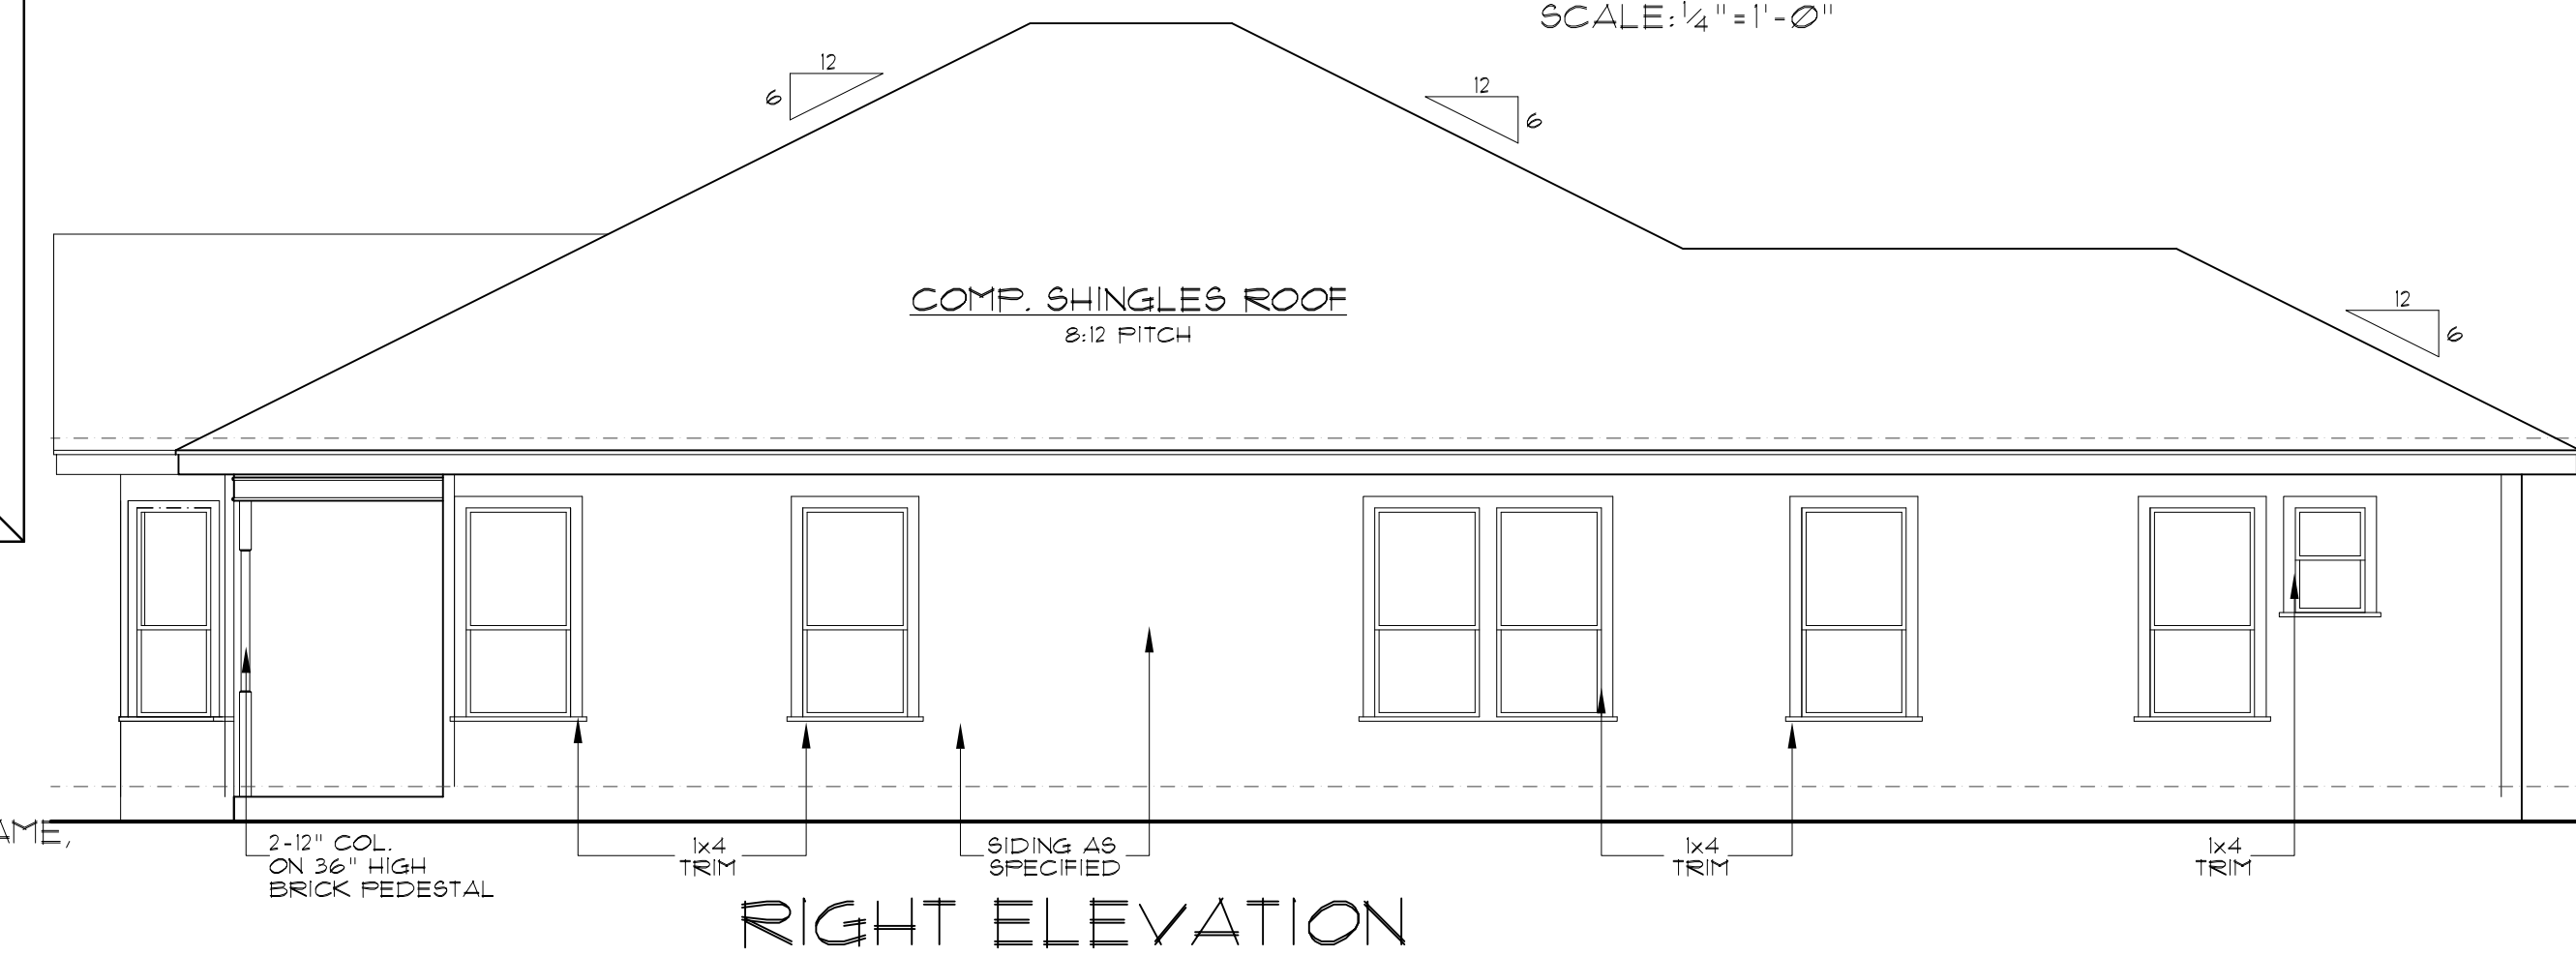 SCALE: 1/4" = 1'-0"
12
6
12
6
12
6
COMP. SHINGLES ROOF
8:12 PITCH
AME,
2-12" COL.
ON 36" HIGH
BRICK PEDESTAL
1x4
TRIM
SIDING AS
SPECIFIED
1x4
TRIM
1x4
TRIM
RIGHT ELEVATION